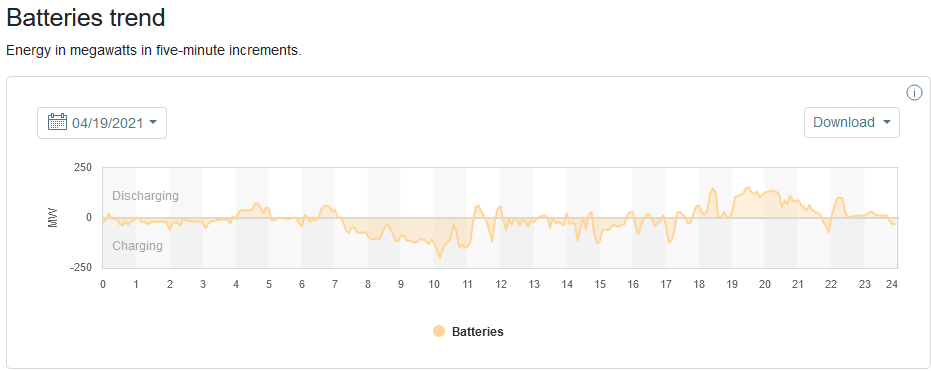 Batteries trend
Energy in megawatts in five-minute increments.
i
04/19/2021
Download
250
Discharging
MW
0
Charging
-250
0 1 2 3 4 5 6 7 8 9 10 11 12 13 14 15 16 17 18 19 20 21 22 23 24
Batteries